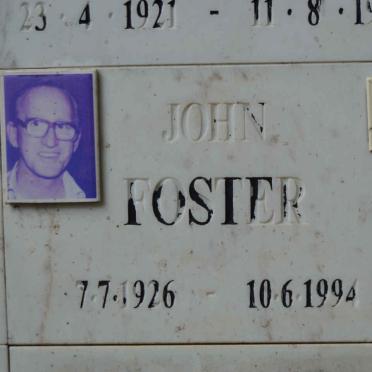 23 · 4 · 1921 - 11 · 8 ·
JOHN
FOSTER
7·7·1926 - 10·6·1994